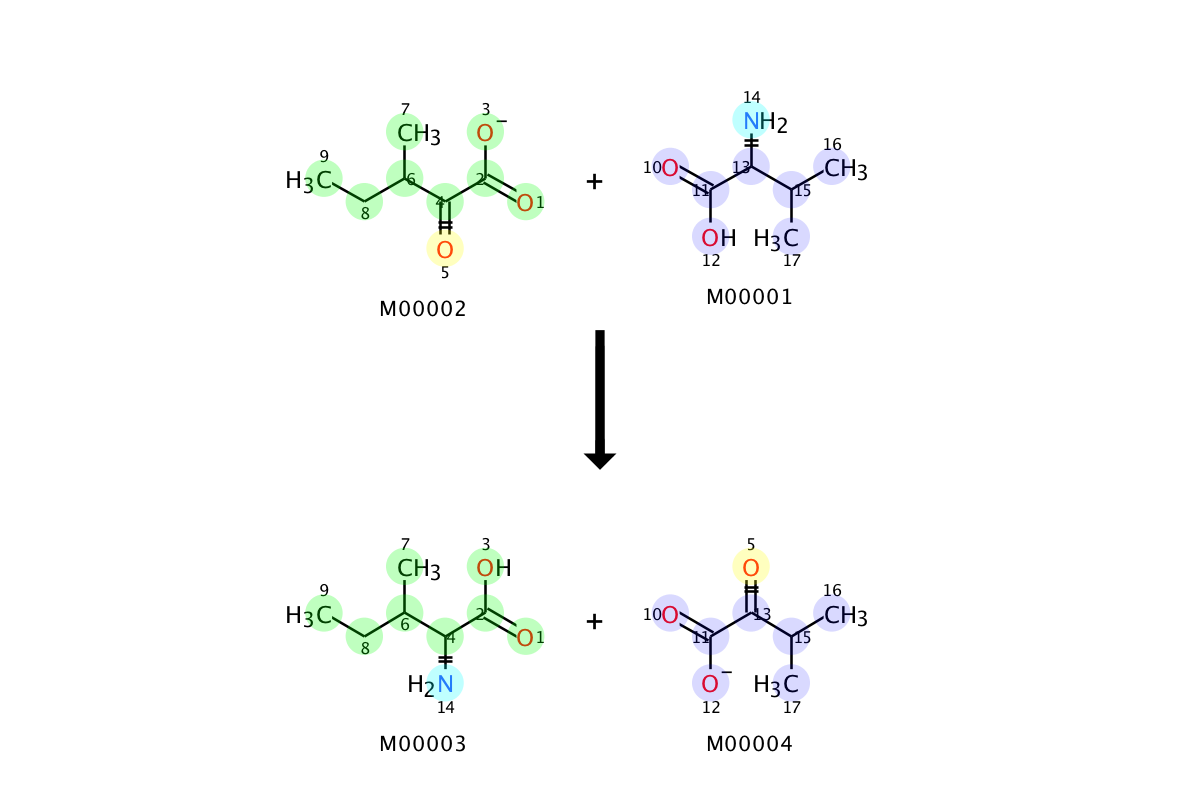 7 3 14
CH3 O− NH2
9 16
H3C 6 2 10 O 13 CH3
+ 11 15
8 4 O 1
O OH H3C
5 12 17
M00002 M00001
7 3 5
CH3 OH O
9 16
H3C 6 2 10 O 13 CH3
+ 11 15
8 4 O 1
H2N O− H3C
14 12 17
M00003 M00004